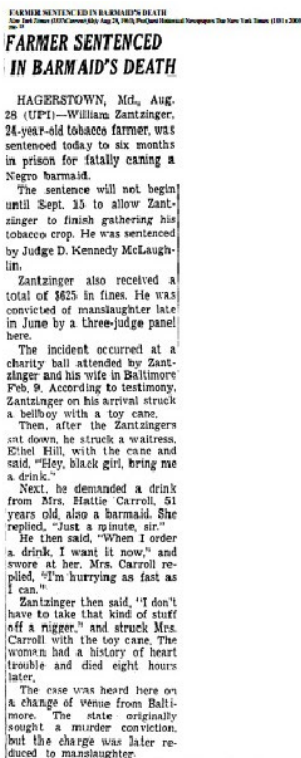 FARMER SENTENCED IN BARMAID'S DEATH
FARMER SENTENCED
IN BARMAID'S DEATH
HAGERSTOWN, Md., Aug.
28 (UPI)—William Zantzinger,
24-year-old tobacco farmer, was
sentenced today to six months
in prison for fatally caning a
Negro barmaid.
The sentence will not begin
until Sept. 15 to allow Zant-
zinger to finish gathering his
tobacco crop. He was sentenced
by Judge D. Kennedy McLaugh-
lin.
Zantzinger also received a
total of $625 in fines. He was
convicted of manslaughter late
in June by a three-judge panel
here.
The incident occurred at a
charity ball attended by Zant-
zinger and his wife in Baltimore
Feb. 9. According to testimony,
Zantzinger on his arrival struck
a bellboy with a toy cane.
Then, after the Zantzingers
sat down, he struck a waitress,
Ethel Hill, with the cane and
said, "Hey, black girl, bring me
a drink."
Next, he demanded a drink
from Mrs. Hattie Carroll, 51
years old, also a barmaid. She
replied, "Just a minute, sir."
He then said, "When I order
a drink, I want it now," and
swore at her. Mrs. Carroll re-
plied, "I'm hurrying as fast as
I can."
Zantzinger then said, "I don't
have to take that kind of stuff
off a nigger," and struck Mrs.
Carroll with the toy cane. The
woman had a history of heart
trouble and died eight hours
later.
The case was heard here on
a change of venue from Balti-
more. The state originally
sought a murder conviction,
but the charge was later re-
duced to manslaughter.